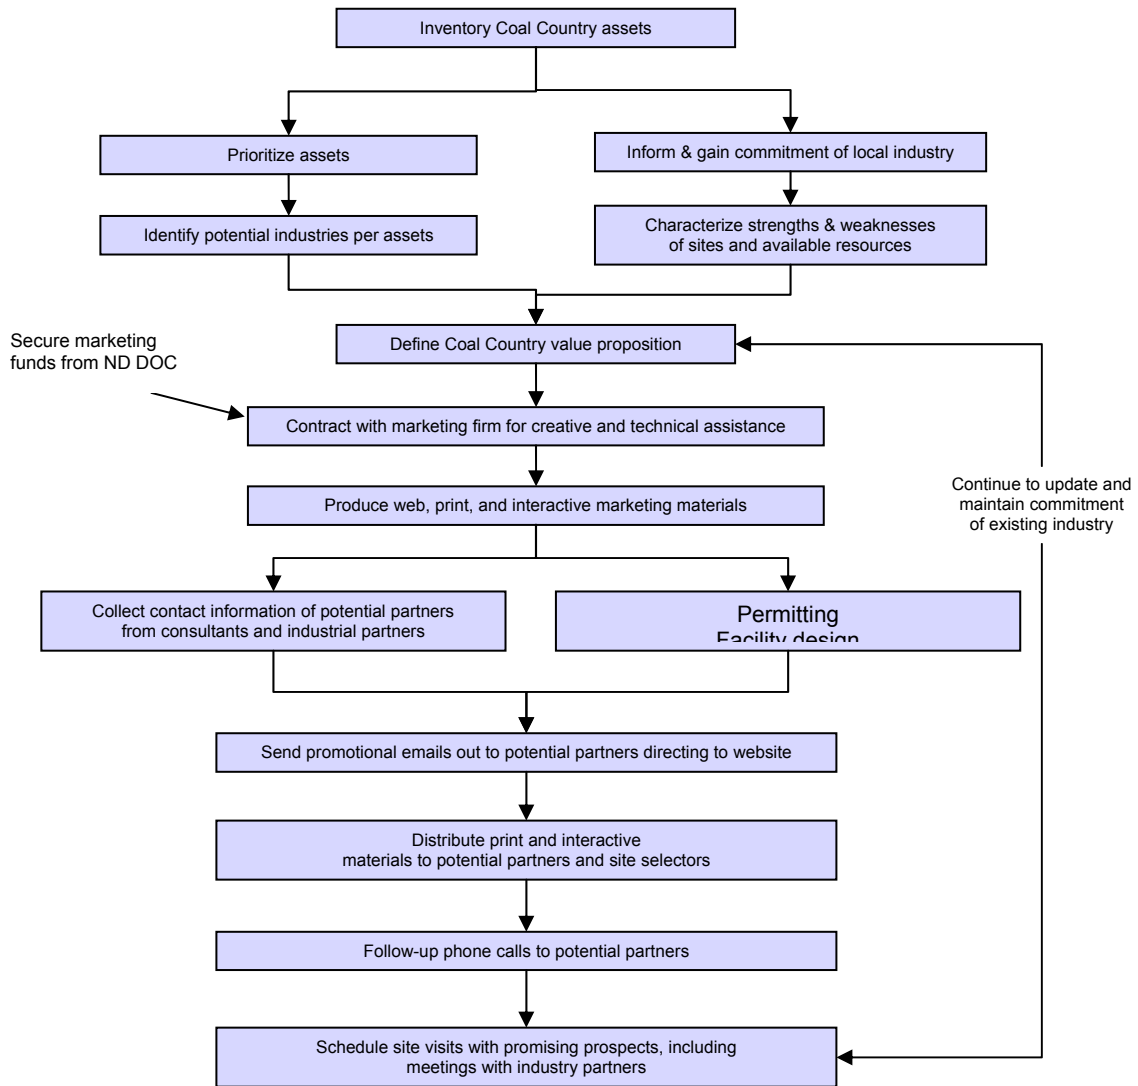 Inventory Coal Country assets
Prioritize assets
Inform & gain commitment of local industry
Identify potential industries per assets
Characterize strengths & weaknesses
of sites and available resources
Secure marketing
funds from ND DOC
Define Coal Country value proposition
Contract with marketing firm for creative and technical assistance
Produce web, print, and interactive marketing materials
Continue to update and
maintain commitment
of existing industry
Collect contact information of potential partners
from consultants and industrial partners
Permitting
Facility design
Send promotional emails out to potential partners directing to website
Distribute print and interactive
materials to potential partners and site selectors
Follow-up phone calls to potential partners
Schedule site visits with promising prospects, including
meetings with industry partners